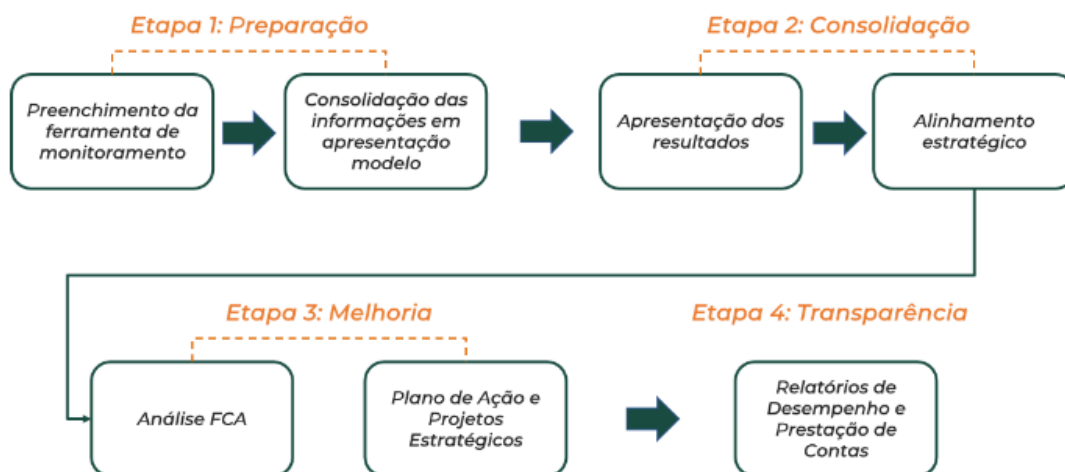 Etapa 1: Preparação
Etapa 2: Consolidação
Preenchimento da
ferramenta de
monitoramento
Consolidação das
informações em
apresentação
modelo
Apresentação dos
resultados
Alinhamento
estratégico
Etapa 3: Melhoria
Etapa 4: Transparência
Análise FCA
Plano de Ação e
Projetos
Estratégicos
Relatórios de
Desempenho e
Prestação de
Contas